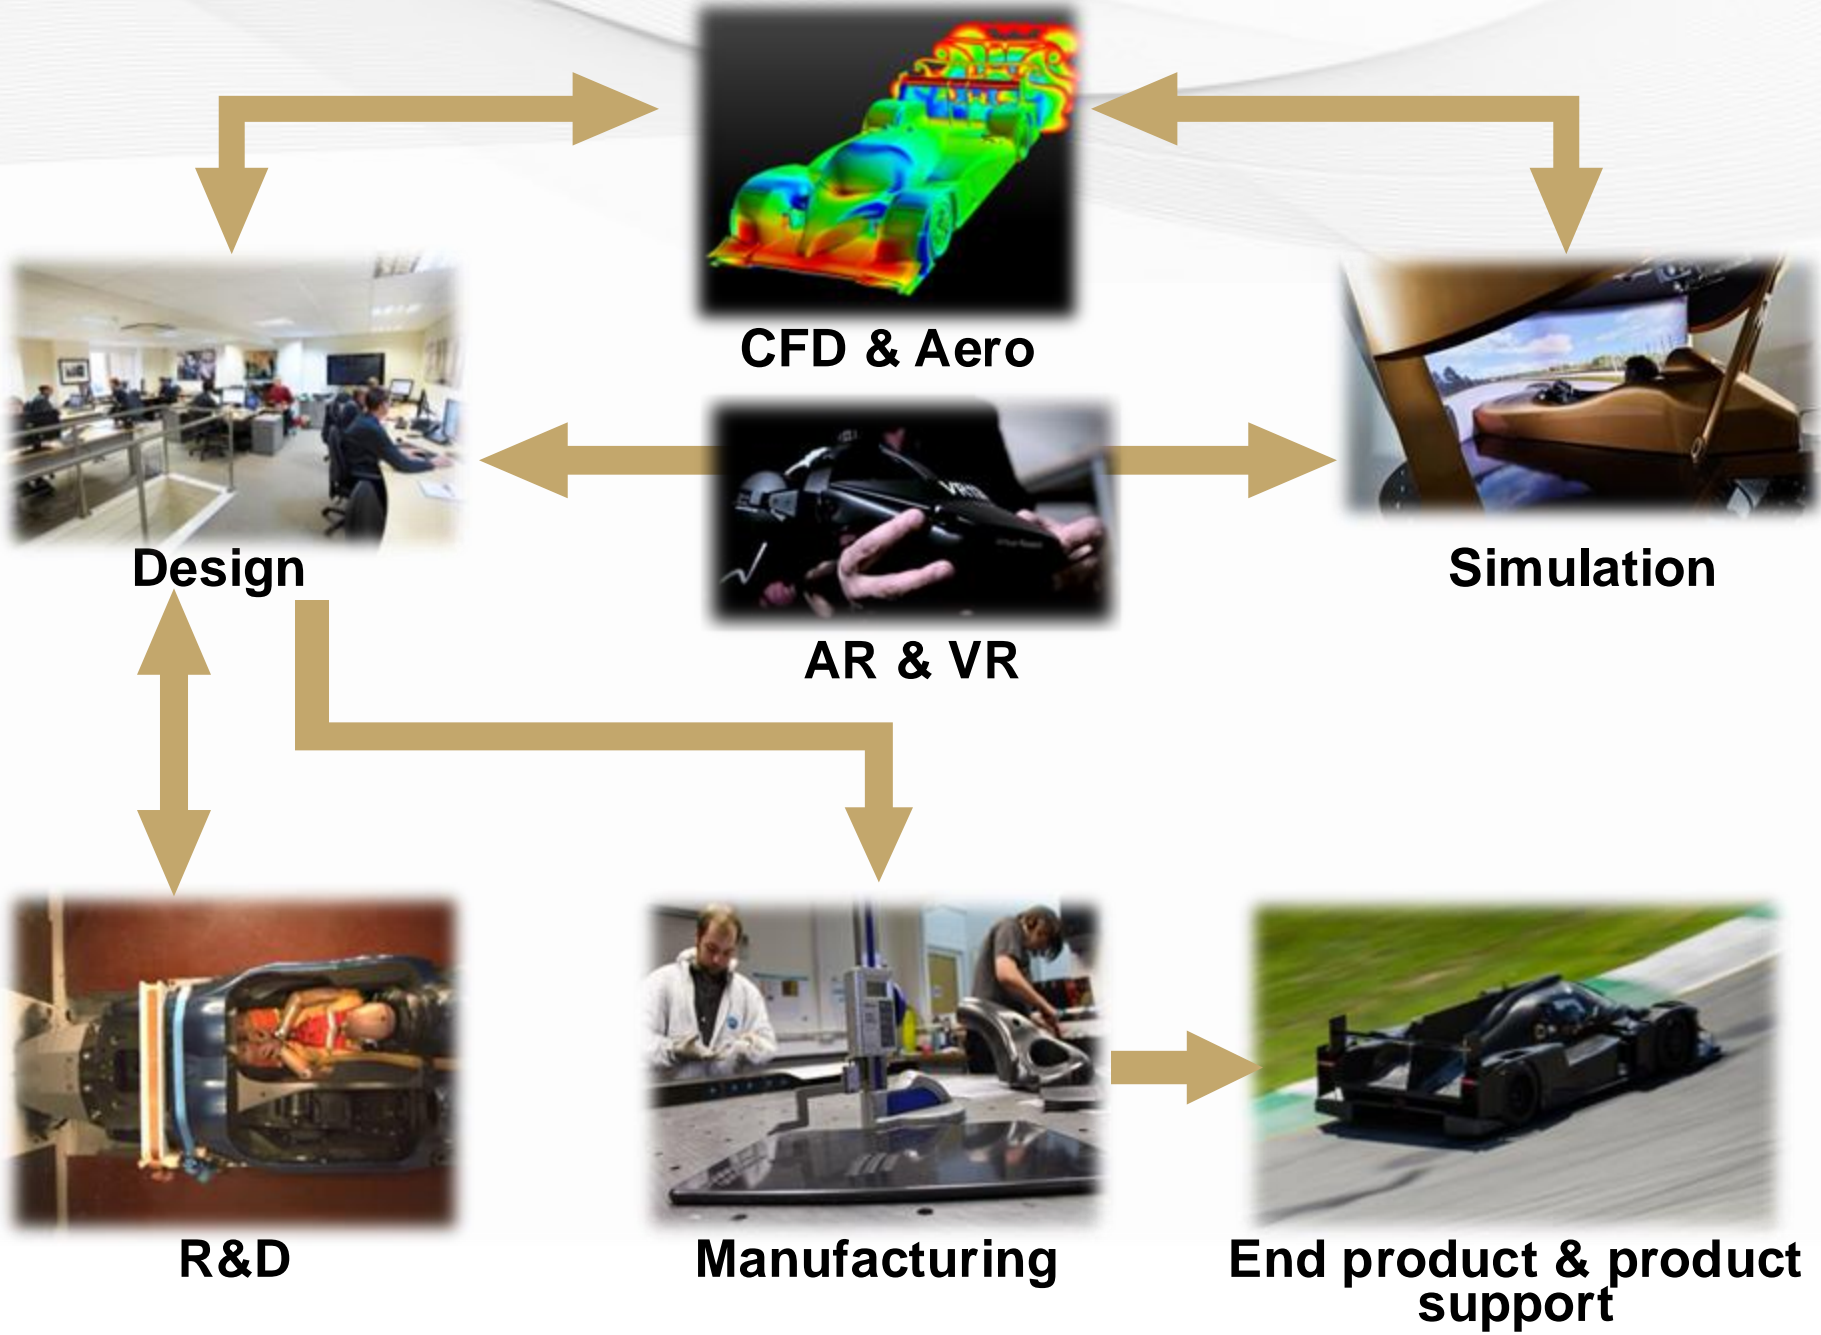 CFD & Aero
Design
Simulation
AR & VR
R&D
Manufacturing
End product & product
support